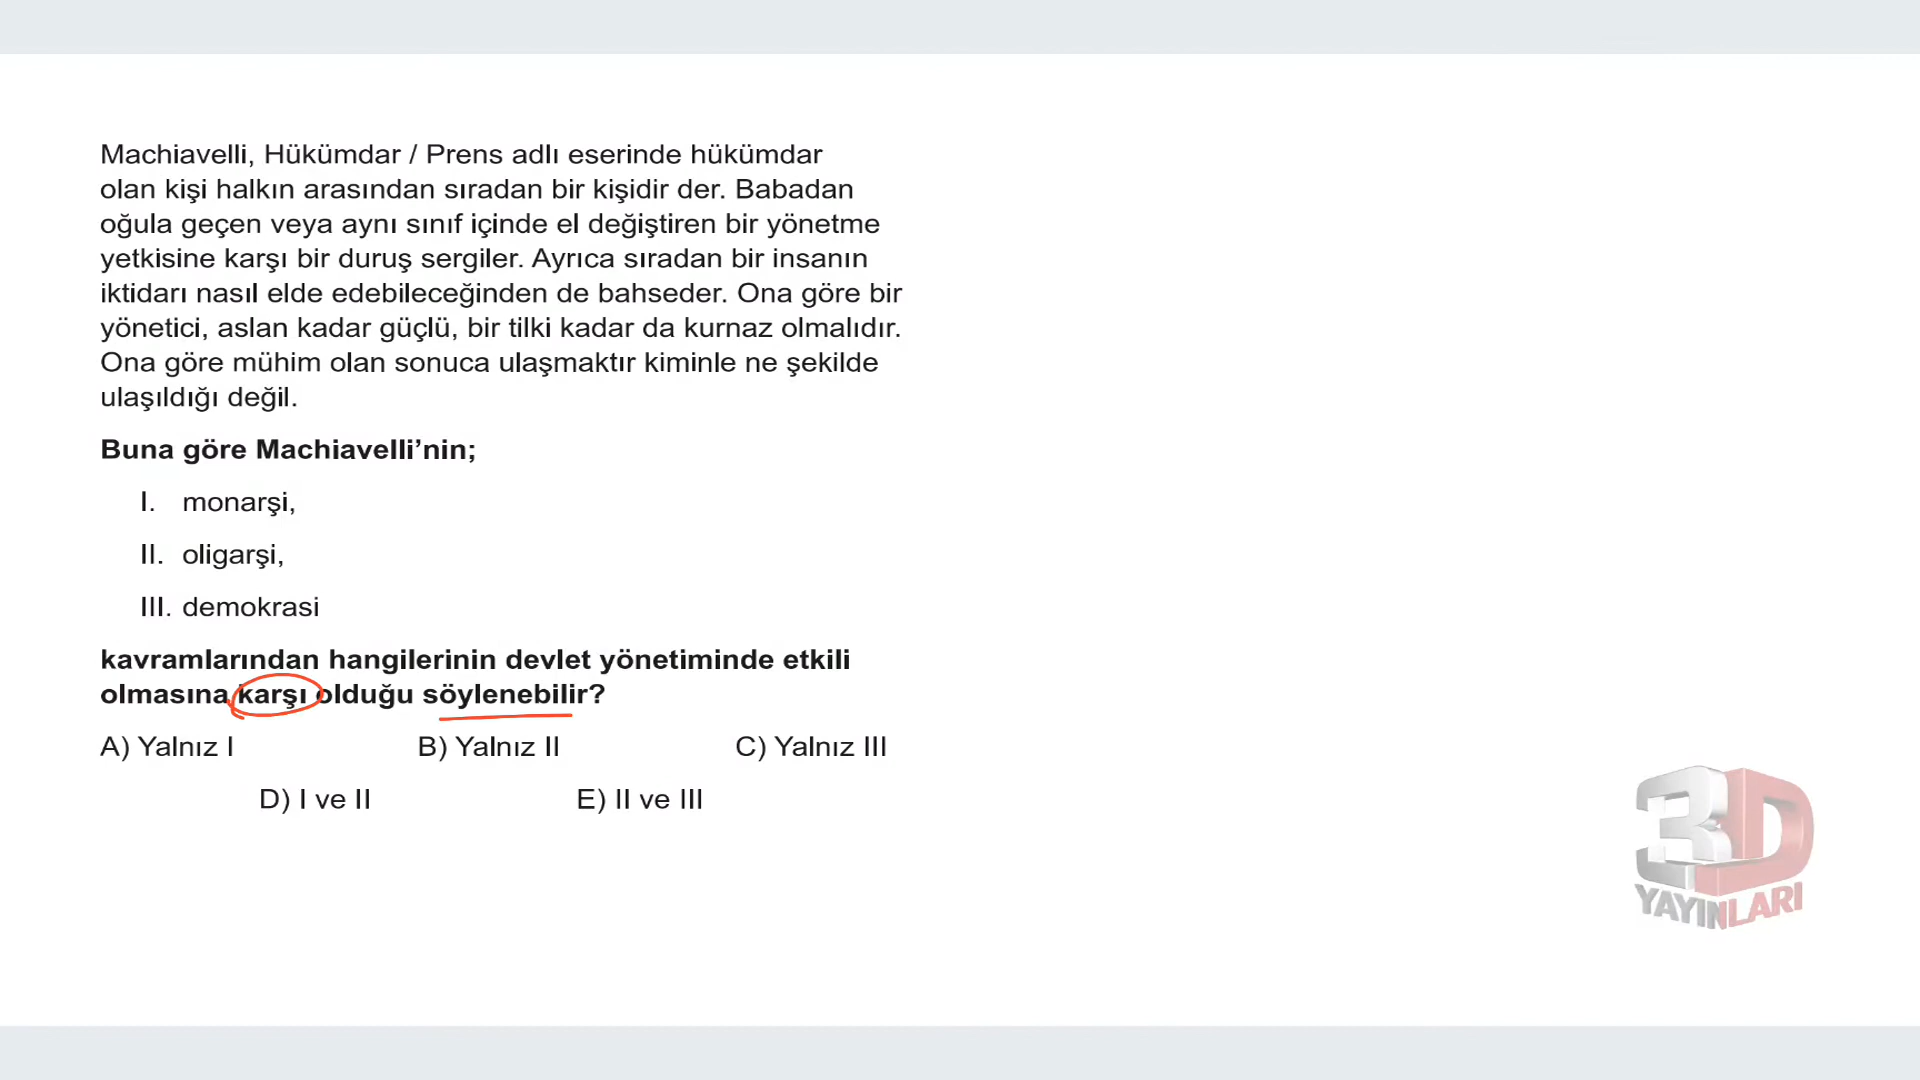 Machiavelli, Hükümdar / Prens adlı eserinde hükümdar
olan kişi halkın arasından sıradan bir kişidir der. Babadan
oğula geçen veya aynı sınıf içinde el değiştiren bir yönetme
yetkisine karşı bir duruş sergiler. Ayrıca sıradan bir insanın
iktidarı nasıl elde edebileceğinden de bahseder. Ona göre bir
yönetici, aslan kadar güçlü, bir tilki kadar da kurnaz olmalıdır.
Ona göre mühim olan sonuca ulaşmaktır kiminle ne şekilde
ulaşıldığı değil.
Buna göre Machiavelli’nin;
I. monarşi,
II. oligarşi,
III. demokrasi
kavramlarından hangilerinin devlet yönetiminde etkili
olmasına karşı olduğu söylenebilir?
A) Yalnız I B) Yalnız II C) Yalnız III
D) I ve II E) II ve III
3D
YAYINLARI